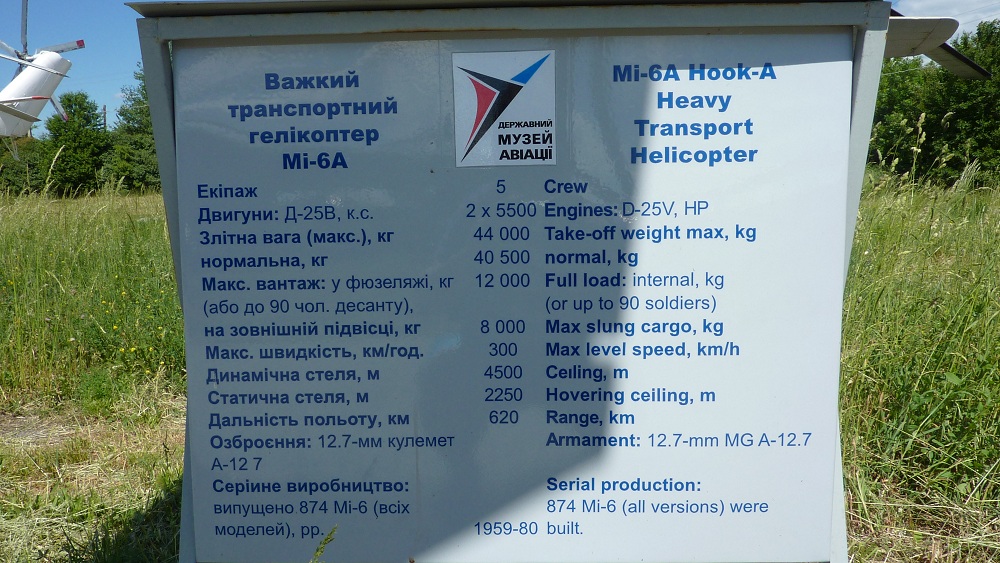 Важкий
транспортний
гелікоптер
Мі-6А
ДЕРЖАВНИЙ
МУЗЕЙ
АВІАЦІЇ
Mi-6A Hook-A
Heavy
Transport
Helicopter
Екіпаж 5 Crew
Двигуни: Д-25В, к.с. 2 x 5500 Engines: D-25V, HP
Злітна вага (макс.), кг 44 000 Take-off weight max, kg
нормальна, кг 40 500 normal, kg
Макс. вантаж: у фюзеляжі, кг 12 000 Full load: internal, kg
(або до 90 чол. десанту), (or up to 90 soldiers)
на зовнішній підвісці, кг 8 000 Max slung cargo, kg
Макс. швидкість, км/год. 300 Max level speed, km/h
Динамічна стеля, м 4500 Ceiling, m
Статична стеля, м 2250 Hovering ceiling, m
Дальність польоту, км 620 Range, km
Озброєння: 12.7-мм кулемет Armament: 12.7-mm MG A-12.7
А-12 7
Серіине виробництво: Serial production:
випущено 874 Мі-6 (всіх 874 Mi-6 (all versions) were
моделей), рр. 1959-80 built.